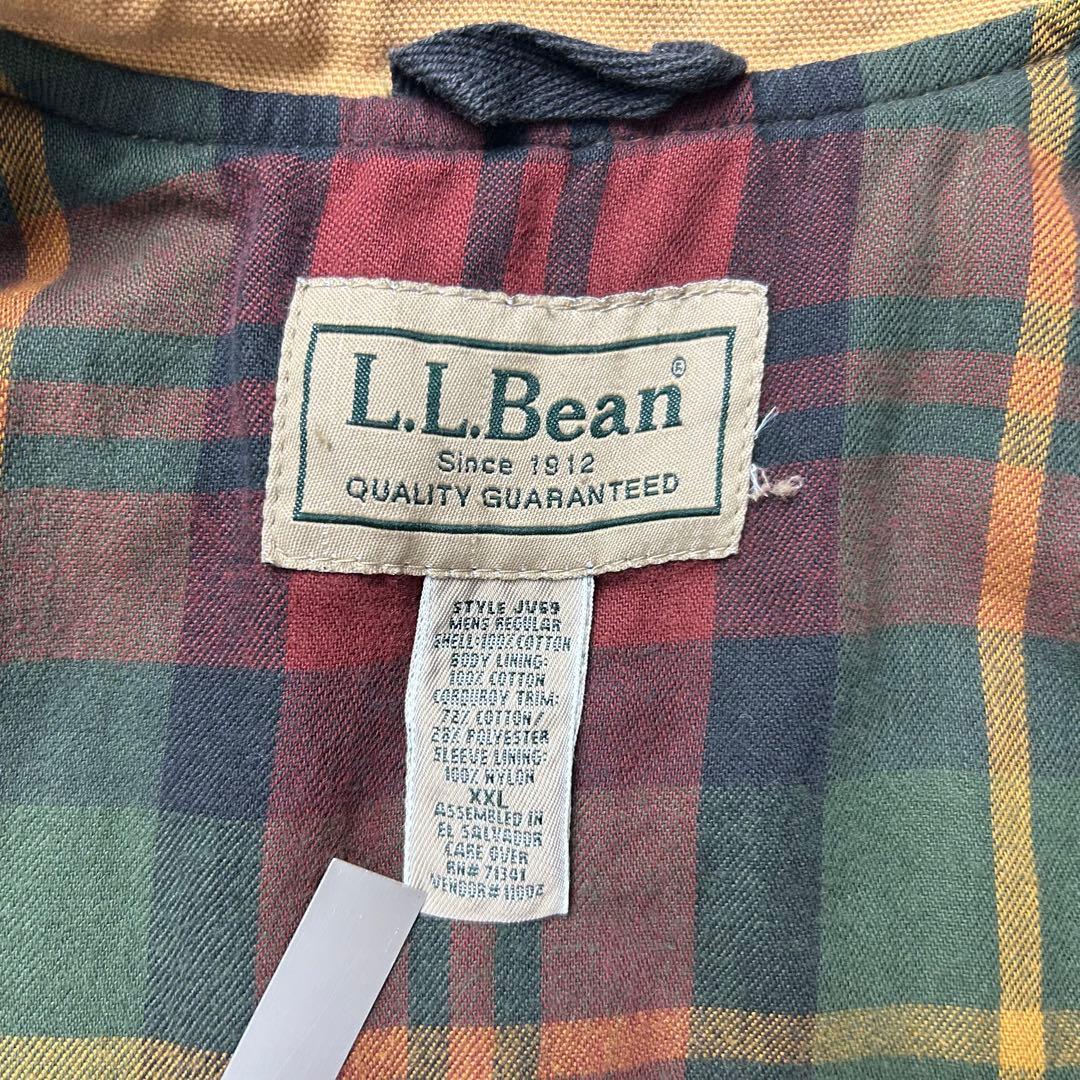 L.L.Bean®
Since 1912
QUALITY GUARANTEED
STYLE JV69
MENS REGULAR
SHELL:100% COTTON
BODY LINING:
100% COTTON
CORDUROY TRIM:
72% COTTON/
28% POLYESTER
SLEEVE LINING:
100% NYLON
XXL
ASSEMBLED IN
EL SALVADOR
CARE OVER
RN# 71341
VENDOR# 11002